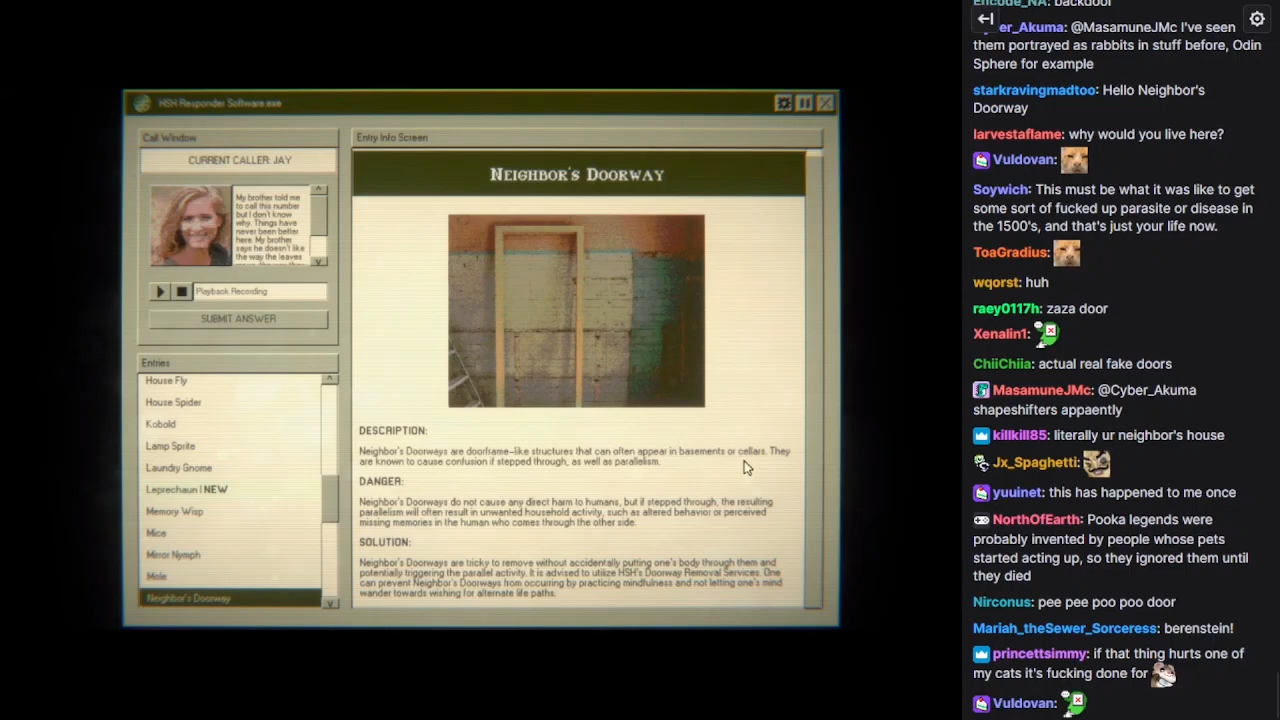 HSH Responder Software.exe
Call Window
CURRENT CALLER: JAY
My brother told me
to call this number
but I don't know
why. Things have
never been better
here. My brother
says he doesn't like
the way the leaves
Playback Recording
SUBMIT ANSWER
Entries
House Fly
House Spider
Kobold
Lamp Sprite
Laundry Gnome
Leprechaun | NEW
Memory Wisp
Mice
Mirror Nymph
Mole
Neighbor's Doorway
Entry Info Screen
NEIGHBOR'S DOORWAY
DESCRIPTION:
Neighbor's Doorways are doorframe-like structures that can often appear in basements or cellars. They
are known to cause confusion if stepped through, as well as parallelism.
DANGER:
Neighbor's Doorways do not cause any direct harm to humans, but if stepped through, the resulting
parallelism will often result in unwanted household activity, such as altered behavior or perceived
missing memories in the human who comes through the other side.
SOLUTION:
Neighbor's Doorways are tricky to remove without accidentally putting one's body through them and
potentially triggering the parallel activity. It is advised to utilize HSH's Doorway Removal Services. One
can prevent Neighbor's Doorways from occurring by practicing mindfulness and not letting one's mind
wander towards wishing for alternate life paths.
Encode_NA: backdoor
er_Akuma: @MasamuneJMc I've seen
them portrayed as rabbits in stuff before, Odin
Sphere for example
starkravingmadtoo: Hello Neighbor's
Doorway
larvestaflame: why would you live here?
Vuldovan:
Soywich: This must be what it was like to get
some sort of fucked up parasite or disease in
the 1500's, and that's just your life now.
ToaGradius:
wqorst: huh
raey0117h: zaza door
Xenalin1:
ChiiChiia: actual real fake doors
MasamuneJMc: @Cyber_Akuma
shapeshifters appaently
killkill85: literally ur neighbor's house
Jx_Spaghetti:
yuuinet: this has happened to me once
NorthOfEarth: Pooka legends were
probably invented by people whose pets
started acting up, so they ignored them until
they died
Nirconus: pee pee poo poo door
Mariah_theSewer_Sorceress: berenstein!
princettsimmy: if that thing hurts one of
my cats it's fucking done for
Vuldovan: